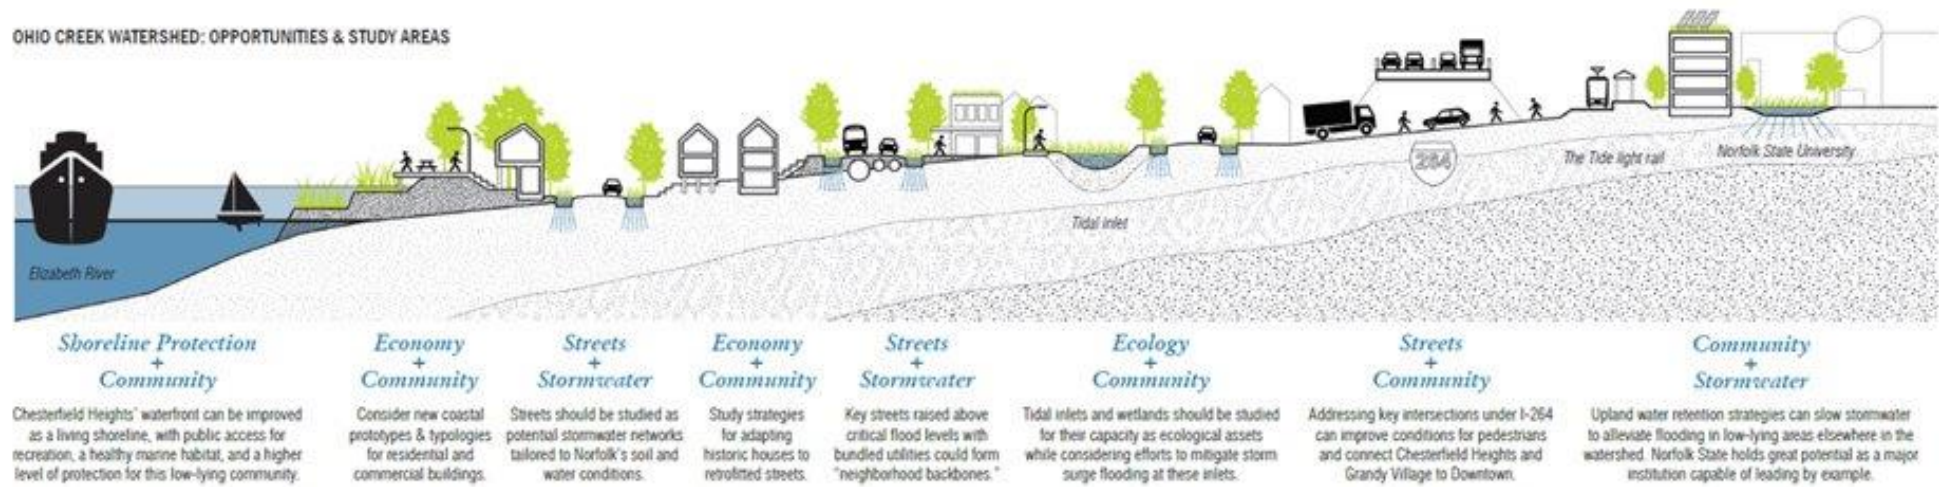 OHIO CREEK WATERSHED: OPPORTUNITIES & STUDY AREAS
264
The Tide light rail
Norfolk State University
Tidal inlet
Elizabeth River
Shoreline Protection
+
Community
Chesterfield Heights' waterfront can be improved
as a living shoreline, with public access for
recreation, a healthy marine habitat, and a higher
level of protection for this low-lying community.
Economy
+
Community
Consider new coastal
prototypes & typologies
for residential and
commercial buildings.
Streets
+
Stormwater
Streets should be studied as
potential stormwater networks
tailored to Norfolk's soil and
water conditions.
Economy
+
Community
Study strategies
for adapting
historic houses to
retrofitted streets.
Streets
+
Stormwater
Key streets raised above
critical flood levels with
bundled utilities could form
"neighborhood backbones."
Ecology
+
Community
Tidal inlets and wetlands should be studied
for their capacity as ecological assets
while considering efforts to mitigate storm
surge flooding at these inlets.
Streets
+
Community
Addressing key intersections under I-264
can improve conditions for pedestrians
and connect Chesterfield Heights and
Grandy Village to Downtown.
Community
+
Stormwater
Upland water retention strategies can slow stormwater
to alleviate flooding in low-lying areas elsewhere in the
watershed. Norfolk State holds great potential as a major
institution capable of leading by example.